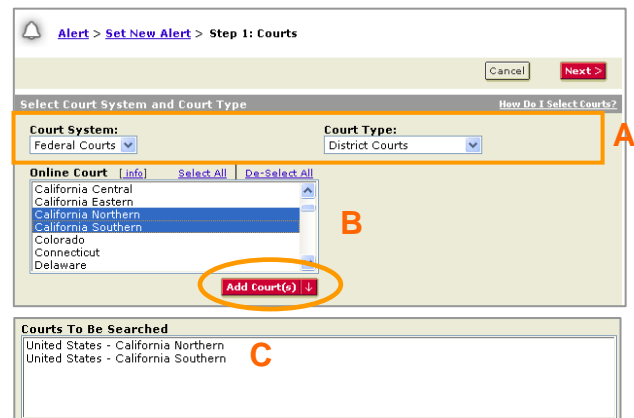 Alert > Set New Alert > Step 1: Courts
Cancel Next >
Select Court System and Court Type How Do I Select Courts?
Court System: Court Type:
Federal Courts District Courts
A
Online Court [info] Select All | De-Select All
California Central
California Eastern
California Northern
California Southern
Colorado
Connecticut
Delaware
B
Add Court(s) ↓
Courts To Be Searched
United States - California Northern
United States - California Southern
C